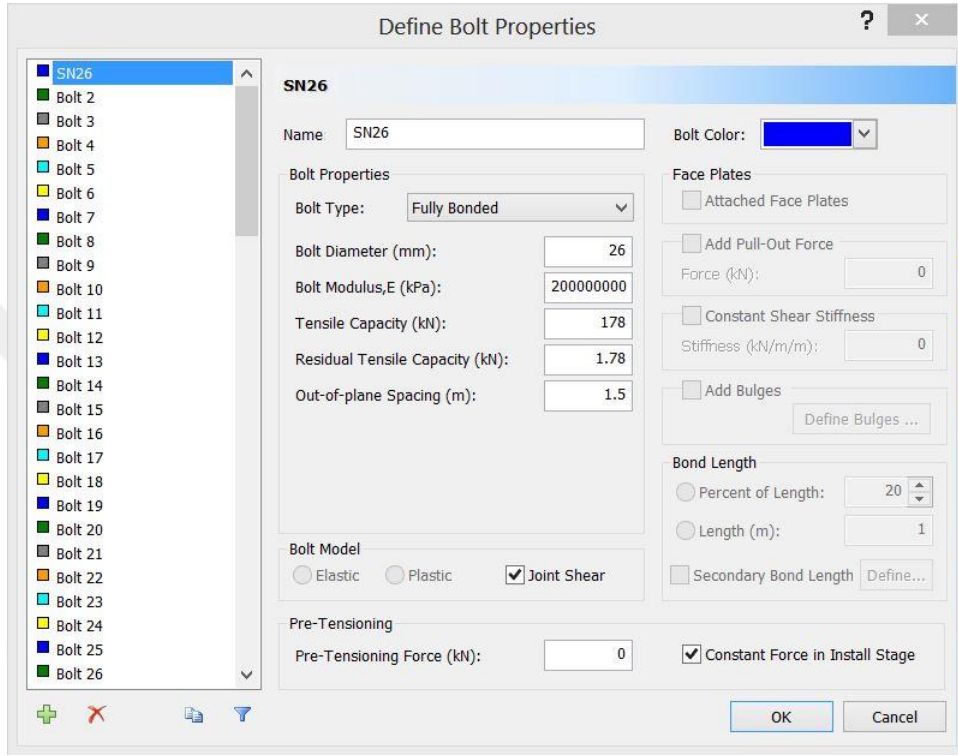 Define Bolt Properties
?
SN26
Bolt 2
Bolt 3
Bolt 4
Bolt 5
Bolt 6
Bolt 7
Bolt 8
Bolt 9
Bolt 10
Bolt 11
Bolt 12
Bolt 13
Bolt 14
Bolt 15
Bolt 16
Bolt 17
Bolt 18
Bolt 19
Bolt 20
Bolt 21
Bolt 22
Bolt 23
Bolt 24
Bolt 25
Bolt 26
SN26
Name SN26
Bolt Color:
Bolt Properties
Bolt Type: Fully Bonded
Bolt Diameter (mm): 26
Bolt Modulus,E (kPa): 200000000
Tensile Capacity (kN): 178
Residual Tensile Capacity (kN): 1.78
Out-of-plane Spacing (m): 1.5
Face Plates
Attached Face Plates
Add Pull-Out Force
Force (kN): 0
Constant Shear Stiffness
Stiffness (kN/m/m): 0
Add Bulges
Define Bulges ...
Bond Length
Percent of Length: 20
Length (m): 1
Secondary Bond Length Define...
Bolt Model
Elastic Plastic Joint Shear
Pre-Tensioning
Pre-Tensioning Force (kN): 0
Constant Force in Install Stage
OK Cancel